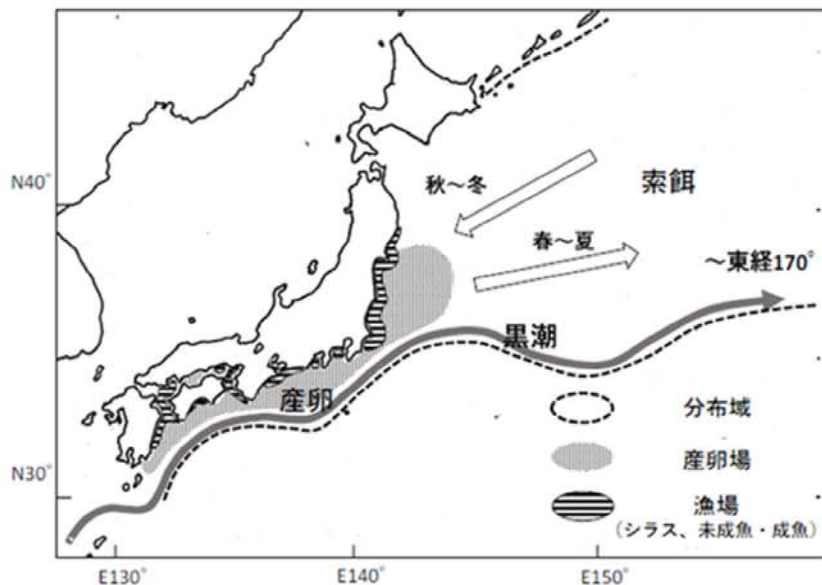 N40°
N30°
E130°
E140°
E150°
秋～冬
索餌
春～夏
～東経170°
黒潮
産卵
分布域
産卵場
漁場
(シラス、未成魚・成魚)